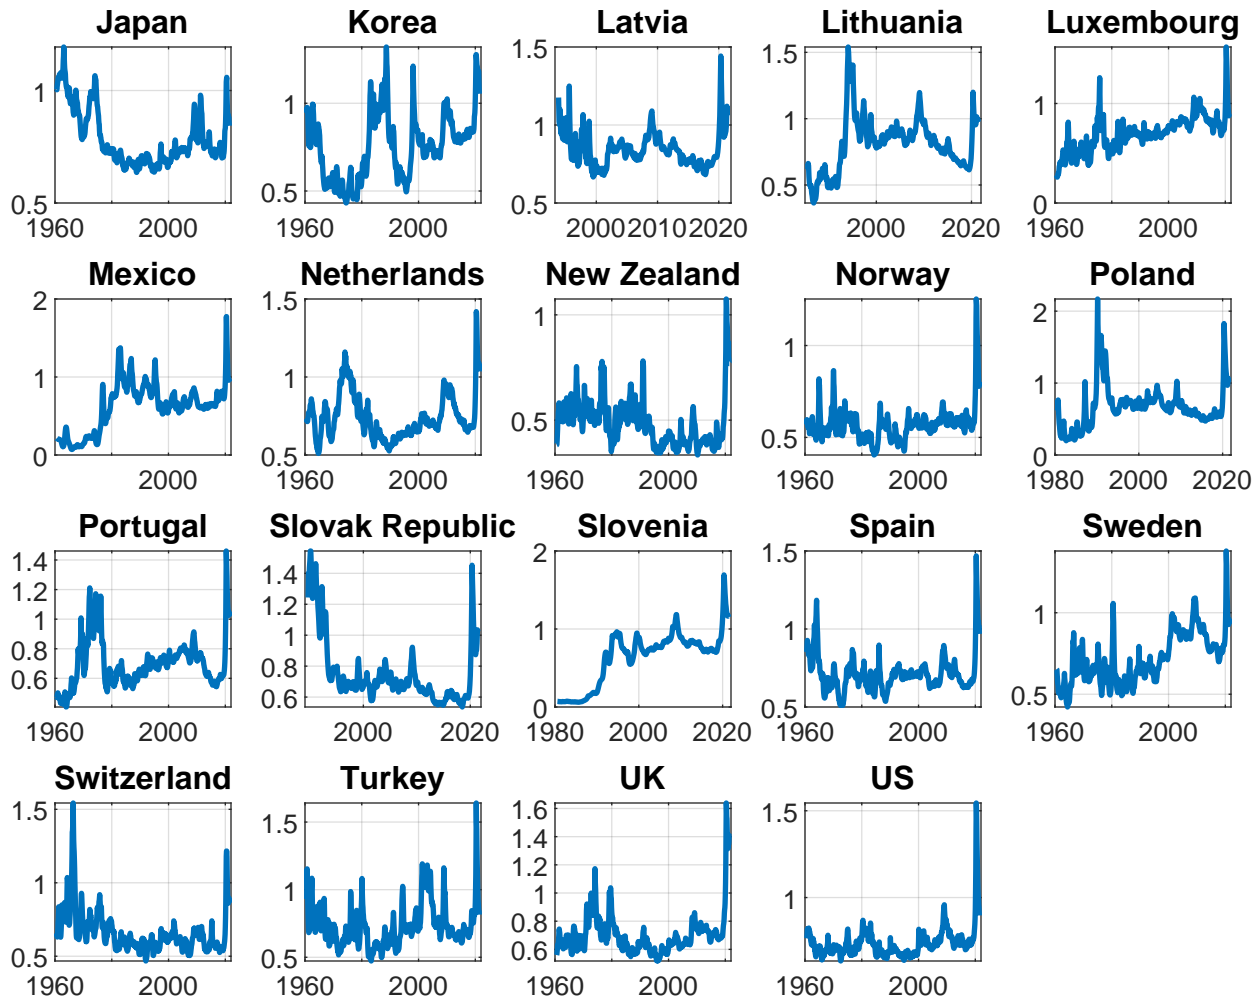 Japan Korea Latvia Lithuania Luxembourg
1 0.5 1960 2000
1 0.5 1960 2000
1.5 1 0.5 2000 2010 2020
1.5 1 0.5 2000 2020
1 0 1960 2000
Mexico Netherlands New Zealand Norway Poland
2 1 0 2000
1.5 1 0.5 1960 2000
1 0.5 1960 2000
1 0.5 1960 2000
2 1 0 1980 2000 2020
Portugal Slovak Republic Slovenia Spain Sweden
1.4 1.2 1 0.8 0.6 1960 2000
1.4 1.2 1 0.8 0.6 2000 2020
2 1 0 1980 2000 2020
1.5 1 0.5 1960 2000
1 0.5 1960 2000
Switzerland Turkey UK US
1.5 1 0.5 1960 2000
1.5 1 0.5 1960 2000
1.6 1.4 1.2 1 0.8 0.6 1960 2000
1.5 1 1960 2000